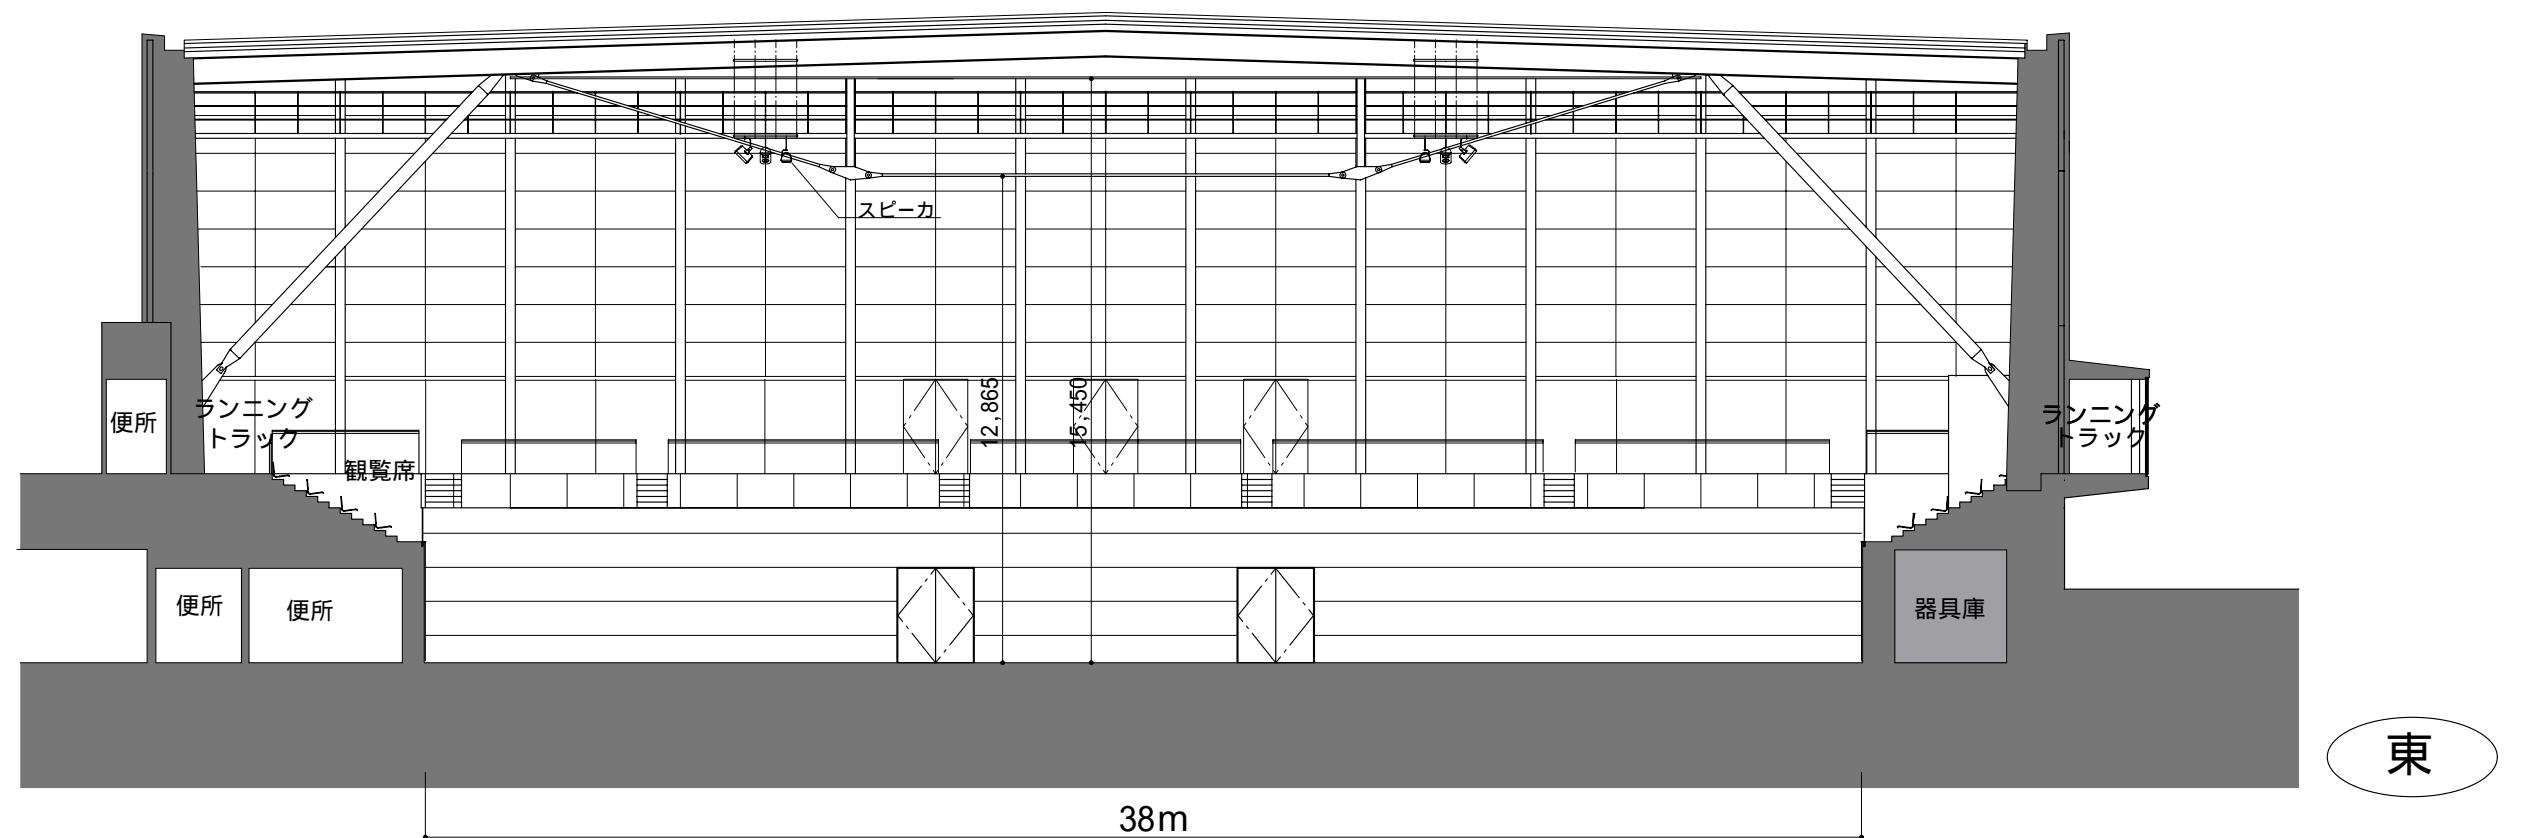 スピーカ
12,865
15,450
便所
ランニング
トラック
観覧席
ランニング
トラック
便所
便所
器具庫
東
38m